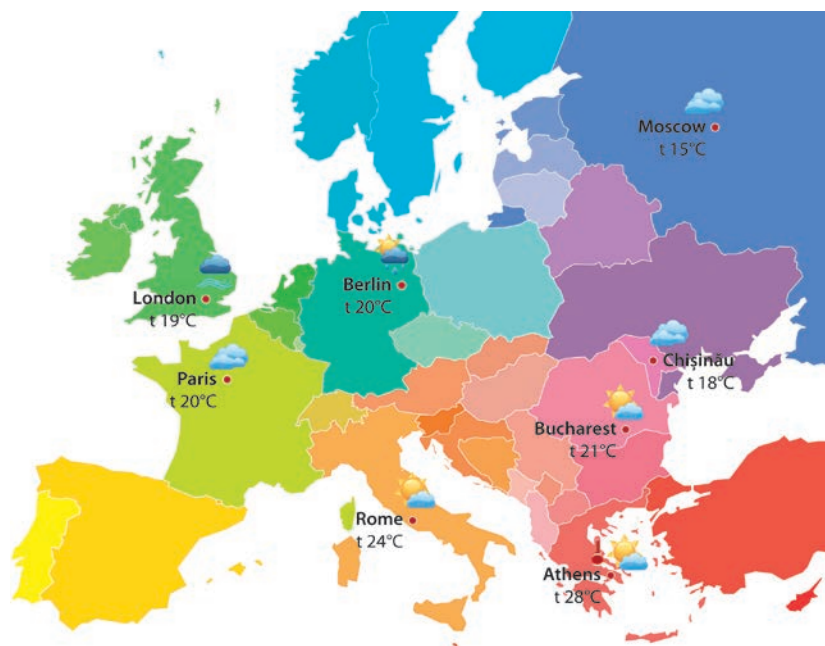 Moscow
t 15°C
London
t 19°C
Berlin
t 20°C
Paris
t 20°C
Chișinău
t 18°C
Bucharest
t 21°C
Rome
t 24°C
Athens
t 28°C